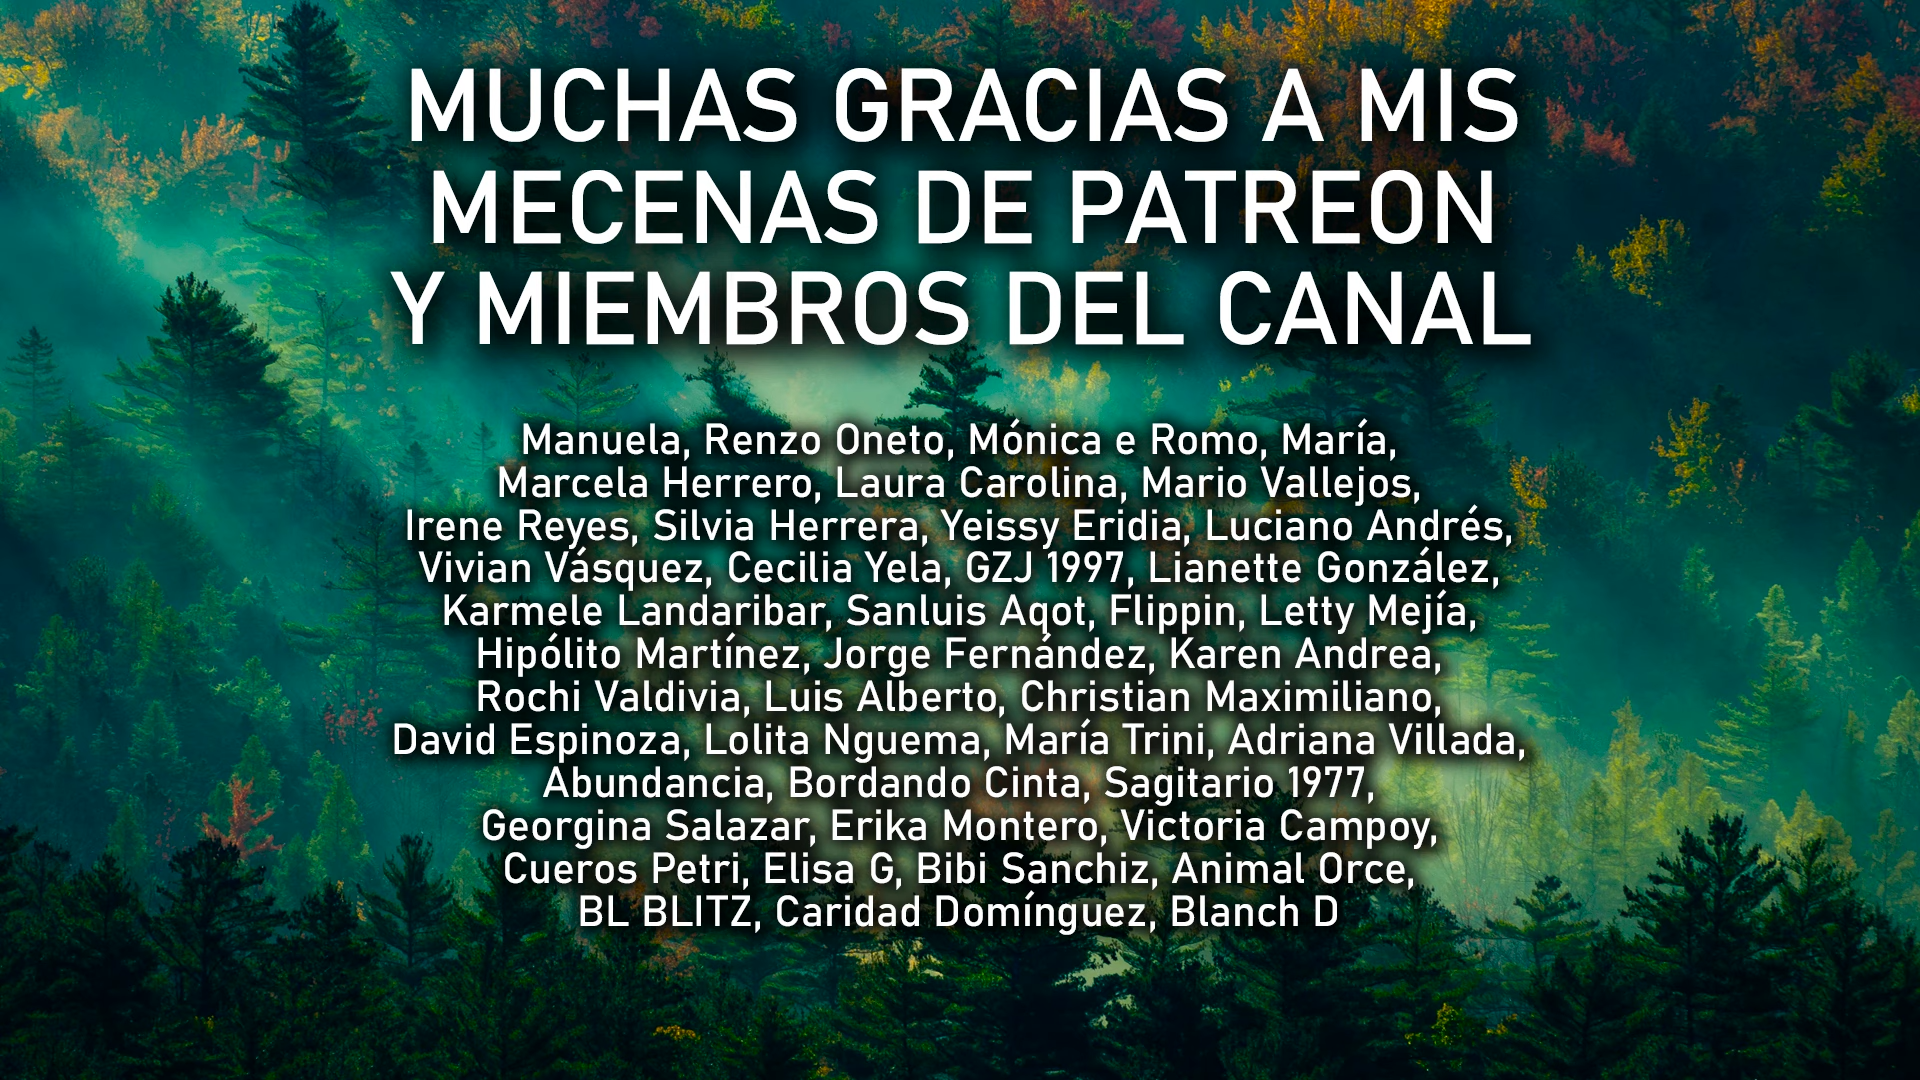 MUCHAS GRACIAS A MIS
MECENAS DE PATREON
Y MIEMBROS DEL CANAL
Manuela, Renzo Oneto, Mónica e Romo, María,
Marcela Herrero, Laura Carolina, Mario Vallejos,
Irene Reyes, Silvia Herrera, Yeissy Eridia, Luciano Andrés,
Vivian Vásquez, Cecilia Yela, GZJ 1997, Lianette González,
Karmele Landaribar, Sanluis Aqot, Flippin, Letty Mejía,
Hipólito Martínez, Jorge Fernández, Karen Andrea,
Rochi Valdivia, Luis Alberto, Christian Maximiliano,
David Espinoza, Lolita Nguema, María Trini, Adriana Villada,
Abundancia, Bordando Cinta, Sagitario 1977,
Georgina Salazar, Erika Montero, Victoria Campoy,
Cueros Petri, Elisa G, Bibi Sanchiz, Animal Orce,
BL BLITZ, Caridad Domínguez, Blanch D